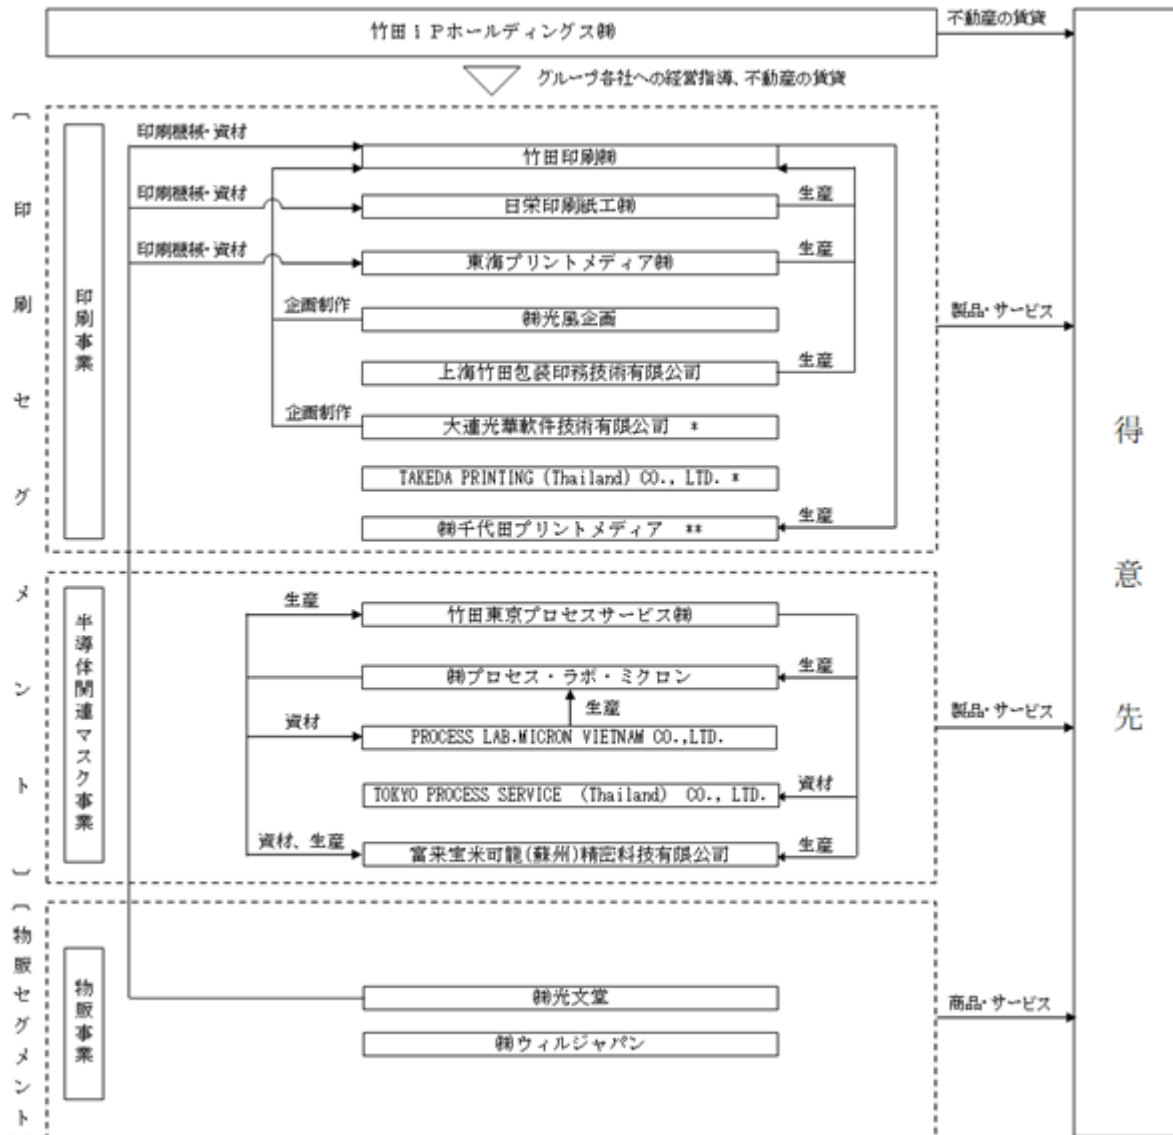 竹田iPホールディングス㈱
不動産の賃貸
グループ各社への経営指導、不動産の賃貸
〔印刷セグメント〕
印刷事業
印刷機械・資材
竹田印刷㈱
印刷機械・資材
日栄印刷紙工㈱
生産
印刷機械・資材
東海プリントメディア㈱
生産
企画制作
㈱光風企画
上海竹田包装印務技術有限公司
生産
企画制作
大連光華軟件技術有限公司 *
TAKEDA PRINTING (Thailand) CO., LTD. *
㈱千代田プリントメディア **
生産
製品・サービス
半導体関連マスク事業
生産
竹田東京プロセスサービス㈱
㈱プロセス・ラボ・ミクロン
生産
生産
資材
PROCESS LAB.MICRON VIETNAM CO.,LTD.
TOKYO PROCESS SERVICE (Thailand) CO., LTD.
資材
資材、生産
富来宝米可龍(蘇州)精密科技有限公司
生産
製品・サービス
〔物販セグメント
物販事業
㈱光文堂
㈱ウィルジャパン
商品・サービス
得意先